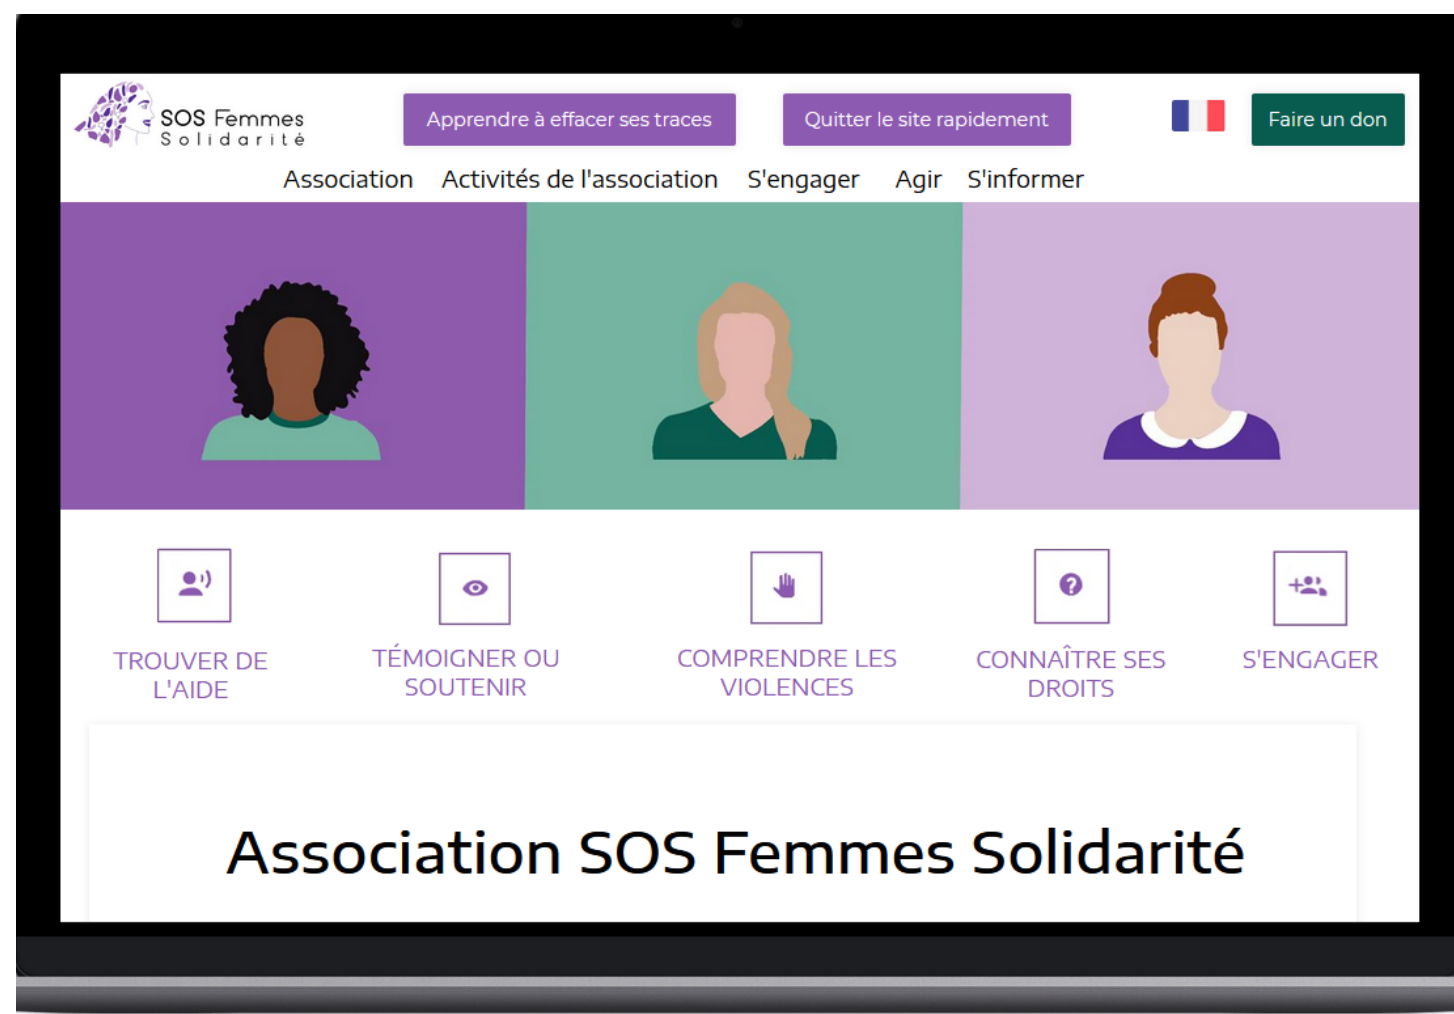 SOS Femmes
Solidarité
Apprendre à effacer ses traces
Quitter le site rapidement
Faire un don
Association Activités de l'association S'engager Agir S'informer
TROUVER DE
L'AIDE
TÉMOIGNER OU
SOUTENIR
COMPRENDRE LES
VIOLENCES
CONNAÎTRE SES
DROITS
S'ENGAGER
Association SOS Femmes Solidarité